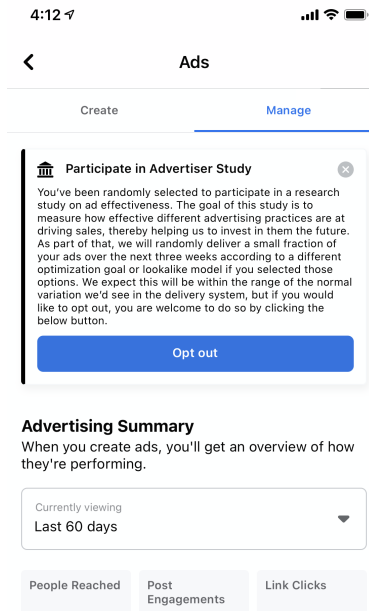 4:12
Ads
Create
Manage
Participate in Advertiser Study
You've been randomly selected to participate in a research
study on ad effectiveness. The goal of this study is to
measure how effective different advertising practices are at
driving sales, thereby helping us to invest in them the future.
As part of that, we will randomly deliver a small fraction of
your ads over the next three weeks according to a different
optimization goal or lookalike model if you selected those
options. We expect this will be within the range of the normal
variation we'd see in the delivery system, but if you would
like to opt out, you are welcome to do so by clicking the
below button.
Opt out
Advertising Summary
When you create ads, you'll get an overview of how
they're performing.
Currently viewing
Last 60 days
People Reached
Post
Engagements
Link Clicks